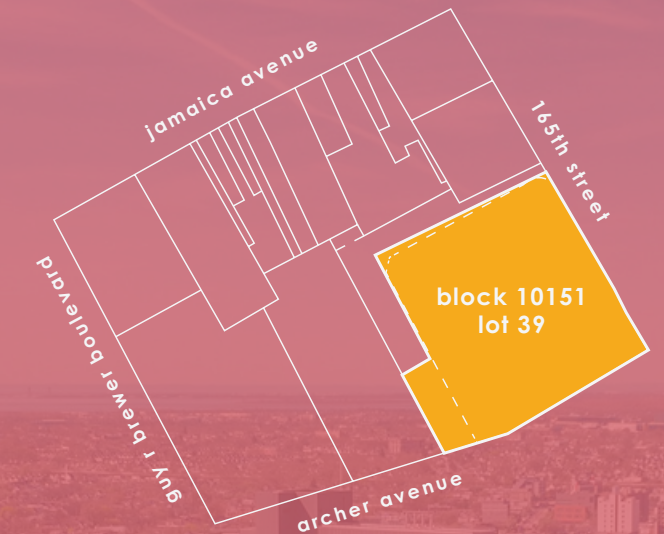 jamaica avenue
165th street
block 10151
lot 39
guy r brewer boulevard
archer avenue